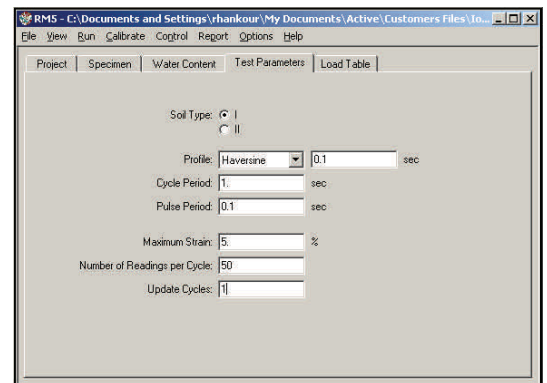 RM5 - C:\Documents and Settings\rhankour\My Documents\Active\Customers Files\Io...
File View Run Calibrate Control Report Options Help
Project Specimen Water Content Test Parameters Load Table
Soil Type: I
II
Profile: Haversine 0.1 sec
Cycle Period: 1. sec
Pulse Period: 0.1 sec
Maximum Strain: 5. %
Number of Readings per Cycle: 50
Update Cycles: 1